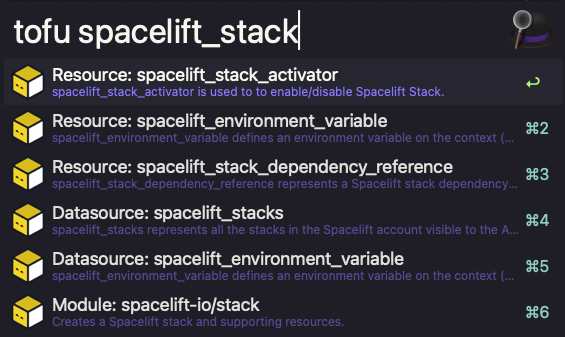 tofu spacelift_stack
Resource: spacelift_stack_activator
spacelift_stack_activator is used to to enable/disable Spacelift Stack.
Resource: spacelift_environment_variable
spacelift_environment_variable defines an environment variable on the context (...
⌘2
Resource: spacelift_stack_dependency_reference
spacelift_stack_dependency_reference represents a Spacelift stack dependency...
⌘3
Datasource: spacelift_stacks
spacelift_stacks represents all the stacks in the Spacelift account visible to the A...
⌘4
Datasource: spacelift_environment_variable
spacelift_environment_variable defines an environment variable on the context (...
⌘5
Module: spacelift-io/stack
Creates a Spacelift stack and supporting resources.
⌘6